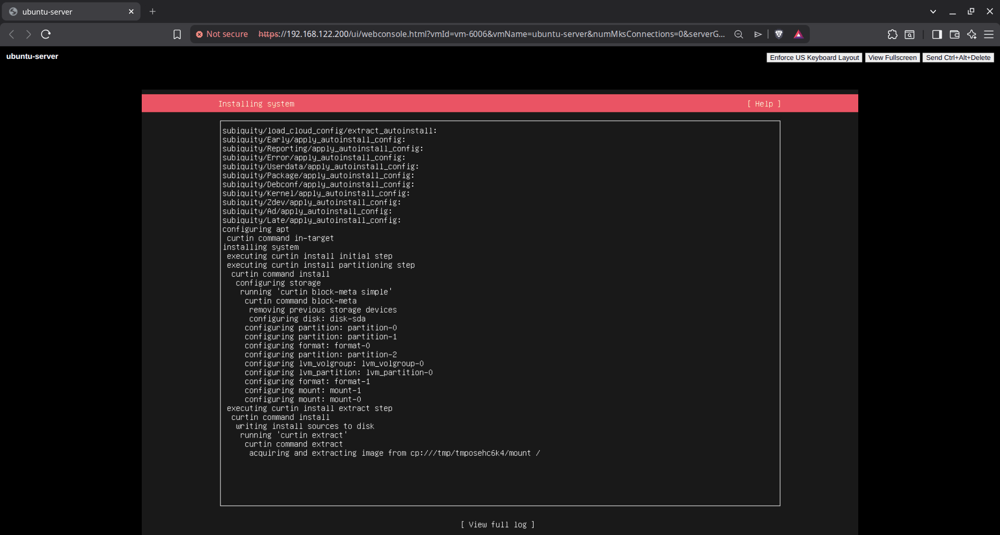 ubuntu-server
Not secure https://192.168.122.200/ui/webconsole.html?vmId=vm-6006&vmName=ubuntu-server&numMksConnections=0&serverG...
ubuntu-server
Enforce US Keyboard Layout View Fullscreen Send Ctrl+Alt+Delete
Installing system [ Help ]
subiquity/load_cloud_config/extract_autoinstall:
subiquity/Early/apply_autoinstall_config:
subiquity/Reporting/apply_autoinstall_config:
subiquity/Error/apply_autoinstall_config:
subiquity/Userdata/apply_autoinstall_config:
subiquity/Package/apply_autoinstall_config:
subiquity/Debconf/apply_autoinstall_config:
subiquity/Kernel/apply_autoinstall_config:
subiquity/Zdev/apply_autoinstall_config:
subiquity/Ad/apply_autoinstall_config:
subiquity/Late/apply_autoinstall_config:
configuring apt
curtin command in-target
installing system
executing curtin install initial step
executing curtin install partitioning step
curtin command install
configuring storage
running 'curtin block-meta simple'
curtin command block-meta
removing previous storage devices
configuring disk: disk-sda
configuring partition: partition-0
configuring partition: partition-1
configuring format: format-0
configuring partition: partition-2
configuring lvm_volgroup: lvm_volgroup-0
configuring lvm_partition: lvm_partition-0
configuring format: format-1
configuring mount: mount-1
configuring mount: mount-0
executing curtin install extract step
curtin command install
writing install sources to disk
running 'curtin extract'
curtin command extract
acquiring and extracting image from cp:///tmp/tmposehc6k4/mount /
[ View full log ]